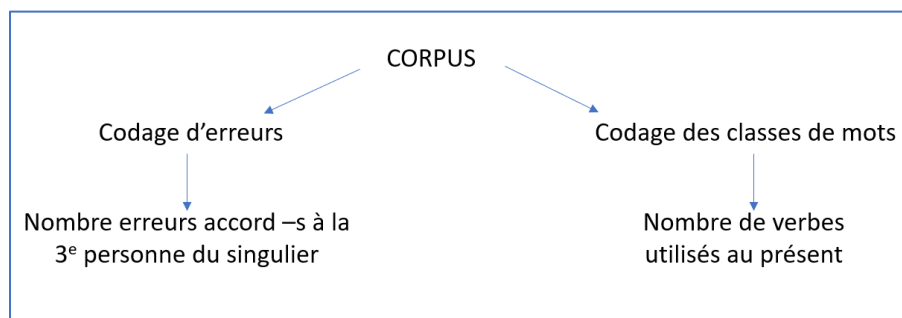 CORPUS
Codage d'erreurs
Codage des classes de mots
Nombre erreurs accord –s à la
3e personne du singulier
Nombre de verbes
utilisés au présent